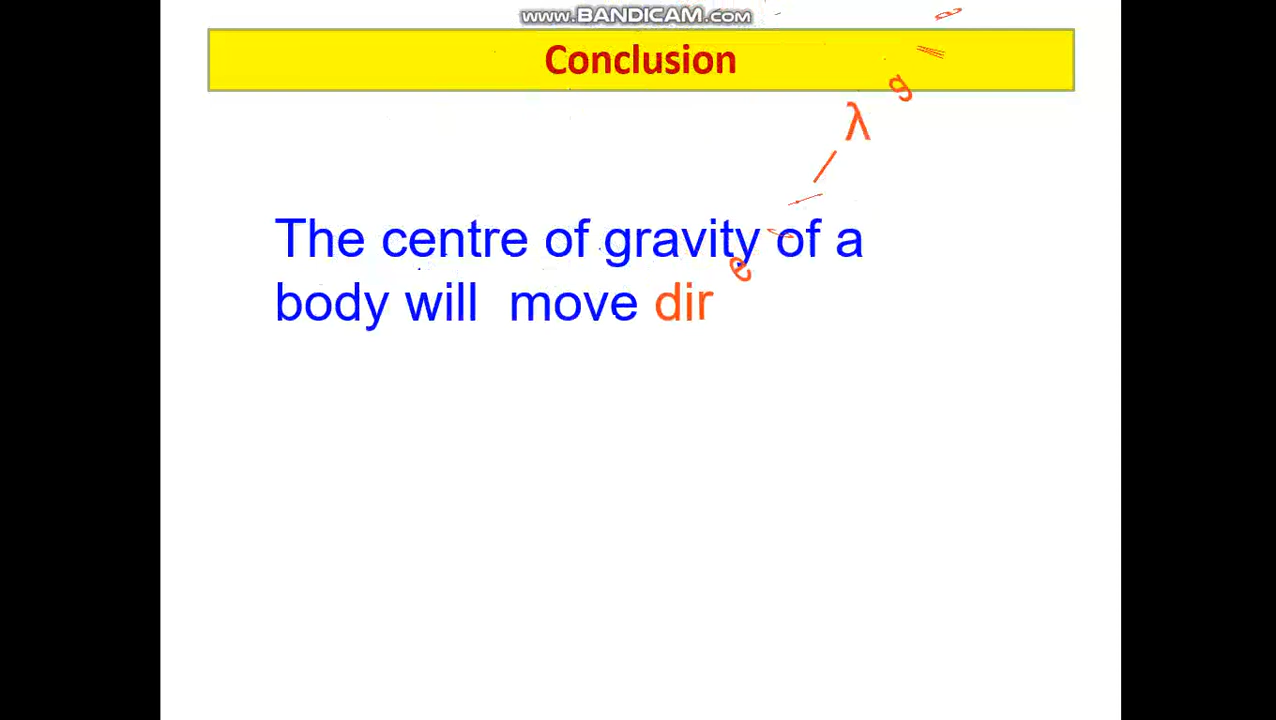 www.BANDICAM.com
Conclusion
The centre of gravity of a
body will move dir